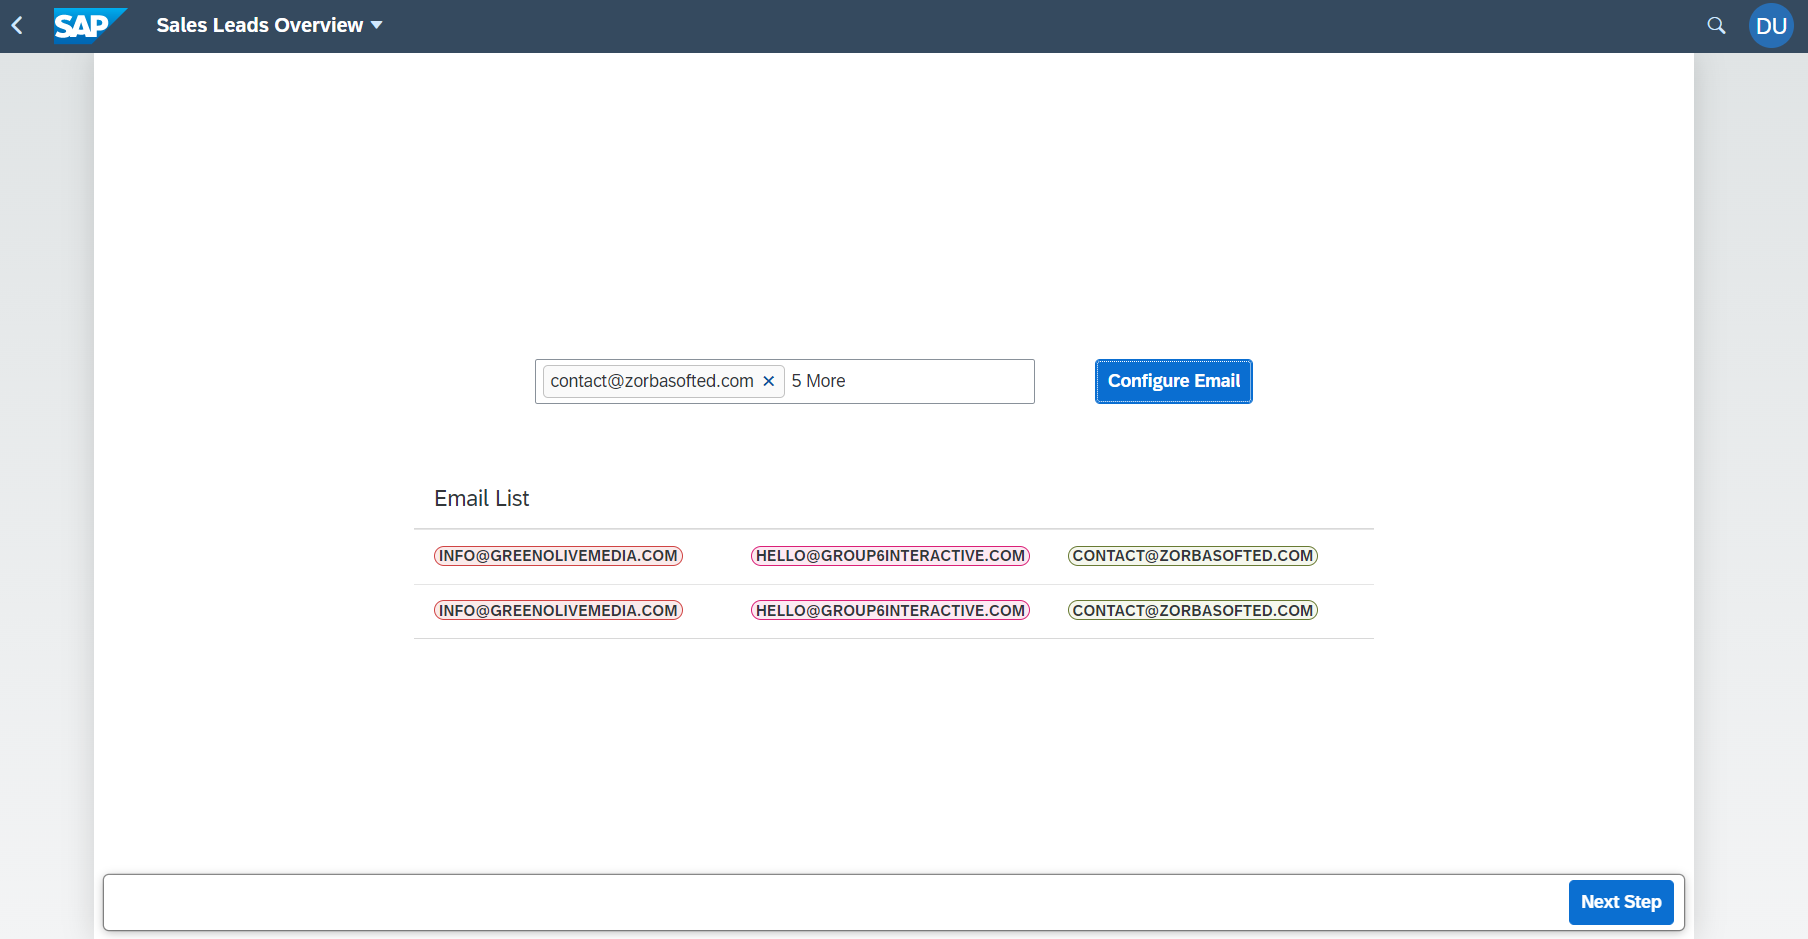 SAP
Sales Leads Overview
DU
contact@zorbasofted.com 5 More
Configure Email
Email List
INFO@GREENOLIVEMEDIA.COM HELLO@GROUP6INTERACTIVE.COM CONTACT@ZORBASOFTED.COM
INFO@GREENOLIVEMEDIA.COM HELLO@GROUP6INTERACTIVE.COM CONTACT@ZORBASOFTED.COM
Next Step